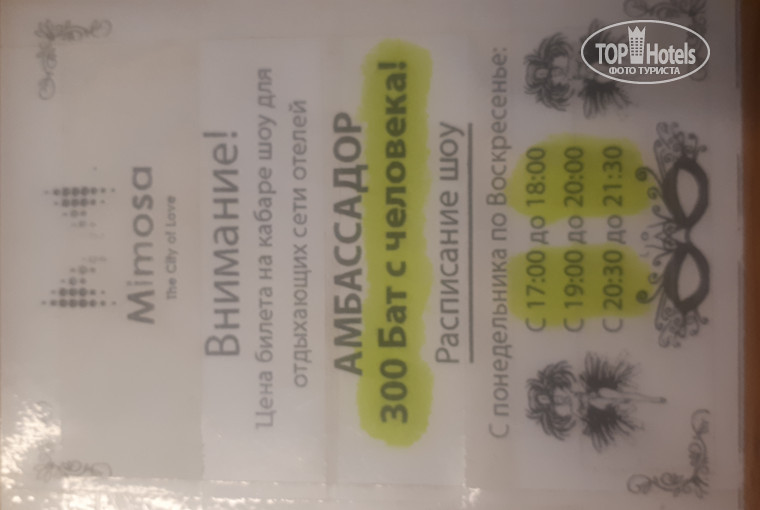 Mimosa
The City of Love
Внимание!
Цена билета на кабаре шоу для
отдыхающих сети отелей
АМБАССАДОР
300 Бат с человека!
Расписание шоу
С понедельника по Воскресенье:
С 17:00 до 18:00
С 19:00 до 20:00
С 20:30 до 21:30
TOP Hotels
ФОТО ТУРИСТА